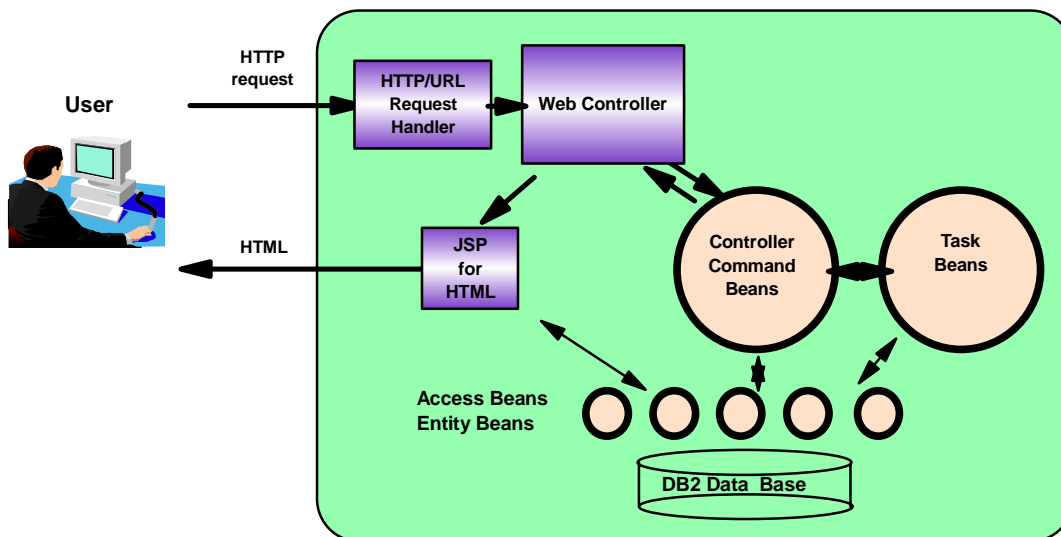 HTTP
request
User
HTTP/URL
Request
Handler
Web Controller
HTML
JSP
for
HTML
Controller
Command
Beans
Task
Beans
Access Beans
Entity Beans
DB2 Data  Base